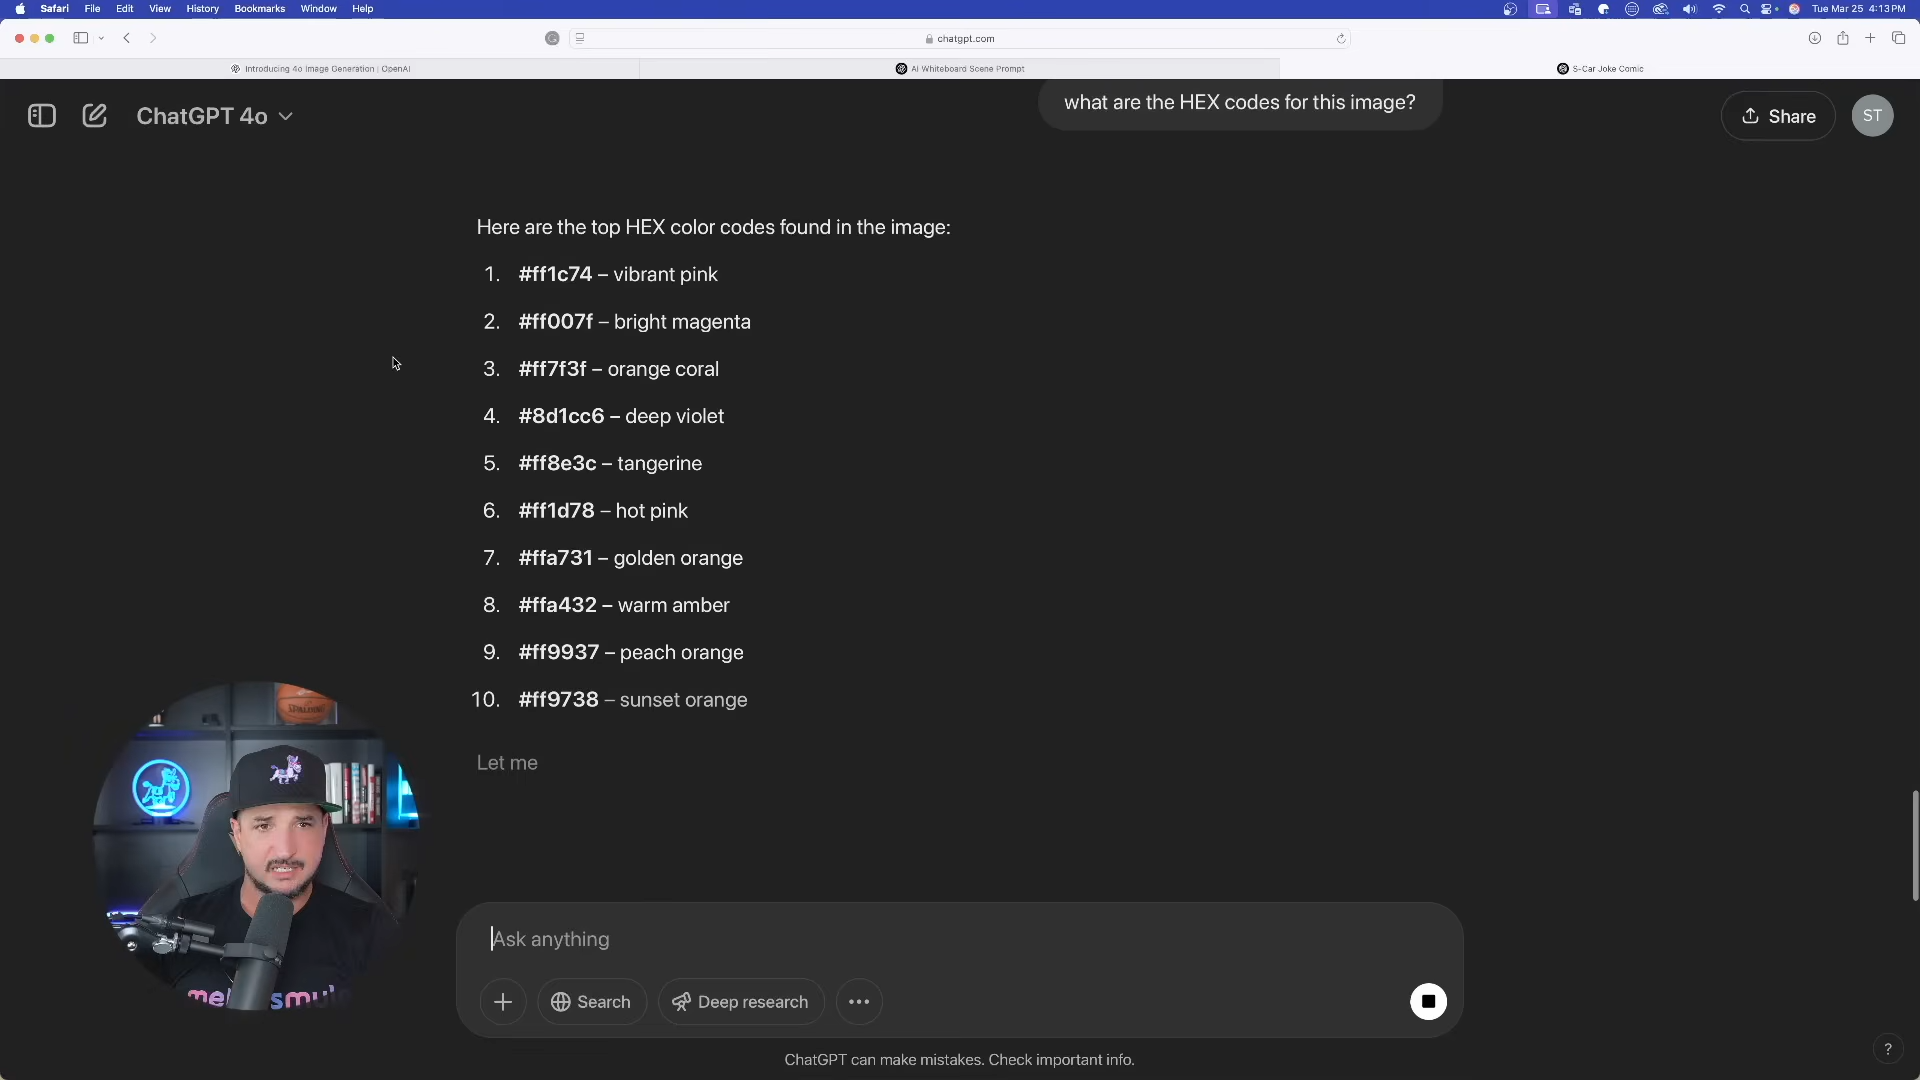 Safari File Edit View History Bookmarks Window Help
Tue Mar 25 4:13 PM
chatgpt.com
Introducing 4o Image Generation | OpenAI
AI Whiteboard Scene Prompt
S-Car Joke Comic
ChatGPT 4o
what are the HEX codes for this image?
Share
ST
Here are the top HEX color codes found in the image:
1. #ff1c74 – vibrant pink
2. #ff007f – bright magenta
3. #ff7f3f – orange coral
4. #8d1cc6 – deep violet
5. #ff8e3c – tangerine
6. #ff1d78 – hot pink
7. #ffa731 – golden orange
8. #ffa432 – warm amber
9. #ff9937 – peach orange
10. #ff9738 – sunset orange
Let me
SPALDING
Ask anything
Search
Deep research
ChatGPT can make mistakes. Check important info.
?